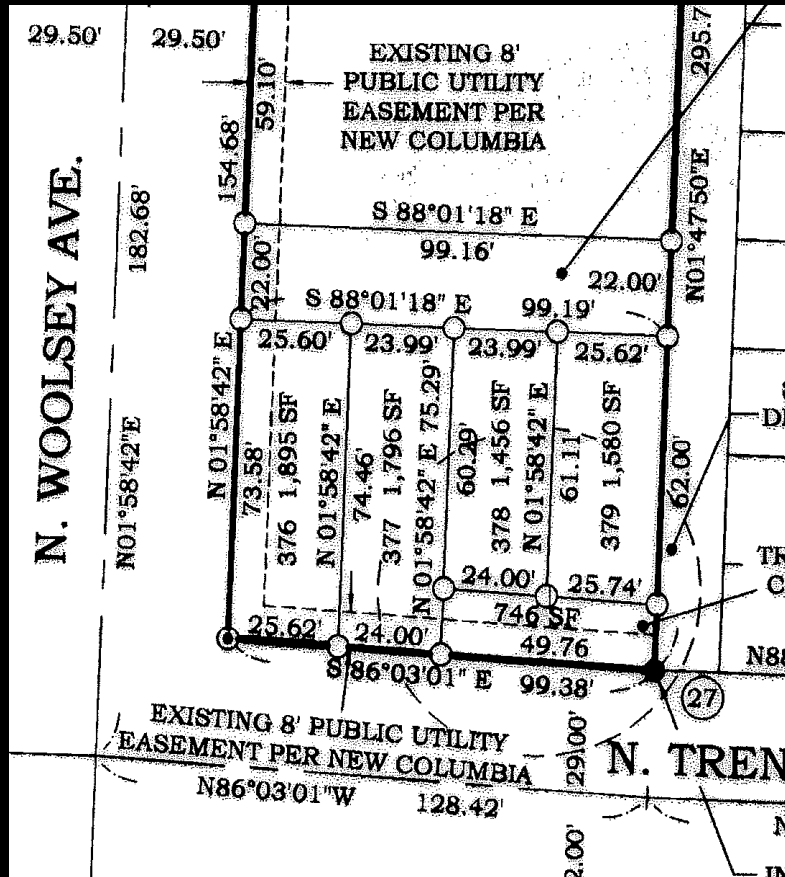 29.50'
29.50'
59.10'
154.68'
EXISTING 8'
PUBLIC UTILITY
EASEMENT PER
NEW COLUMBIA
295.7
N01°47'50"E
N. WOOLSEY AVE.
182.68'
N01°58'42"E
S 88°01'18" E
99.16'
22.00'
22.00'
S 88°01'18" E
99.19'
25.60'
23.99'
23.99'
25.62'
N 01°58'42" E
73.58'
376 1,895 SF
N 01°58'42" E
74.46'
377 1,796 SF
N 01°58'42" E 75.29'
60.29'
378 1,456 SF
N 01°58'42" E
61.11'
379 1,580 SF
62.00'
24.00'
25.74'
746 SF
25.62'
24.00'
49.76
S 86°03'01" E
99.38'
27
N88
EXISTING 8' PUBLIC UTILITY
EASEMENT PER NEW COLUMBIA
N86°03'01"W
128.42'
29.00'
N. TREN
2.00'
TR
C
IN